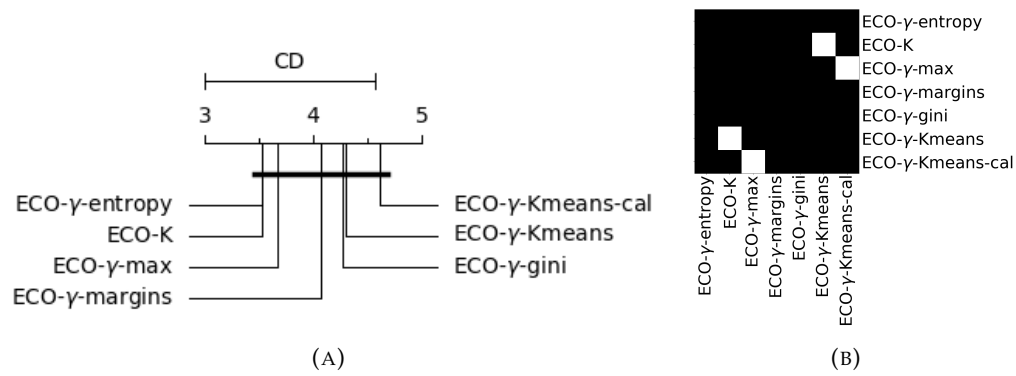 CD
3 4 5
ECO-γ-entropy
ECO-K
ECO-γ-max
ECO-γ-margins
ECO-γ-Kmeans-cal
ECO-γ-Kmeans
ECO-γ-gini
(A)
ECO-γ-entropy
ECO-K
ECO-γ-max
ECO-γ-margins
ECO-γ-gini
ECO-γ-Kmeans
ECO-γ-Kmeans-cal
ECO-γ-entropy
ECO-K
ECO-γ-max
ECO-γ-margins
ECO-γ-gini
ECO-γ-Kmeans
ECO-γ-Kmeans-cal
(B)